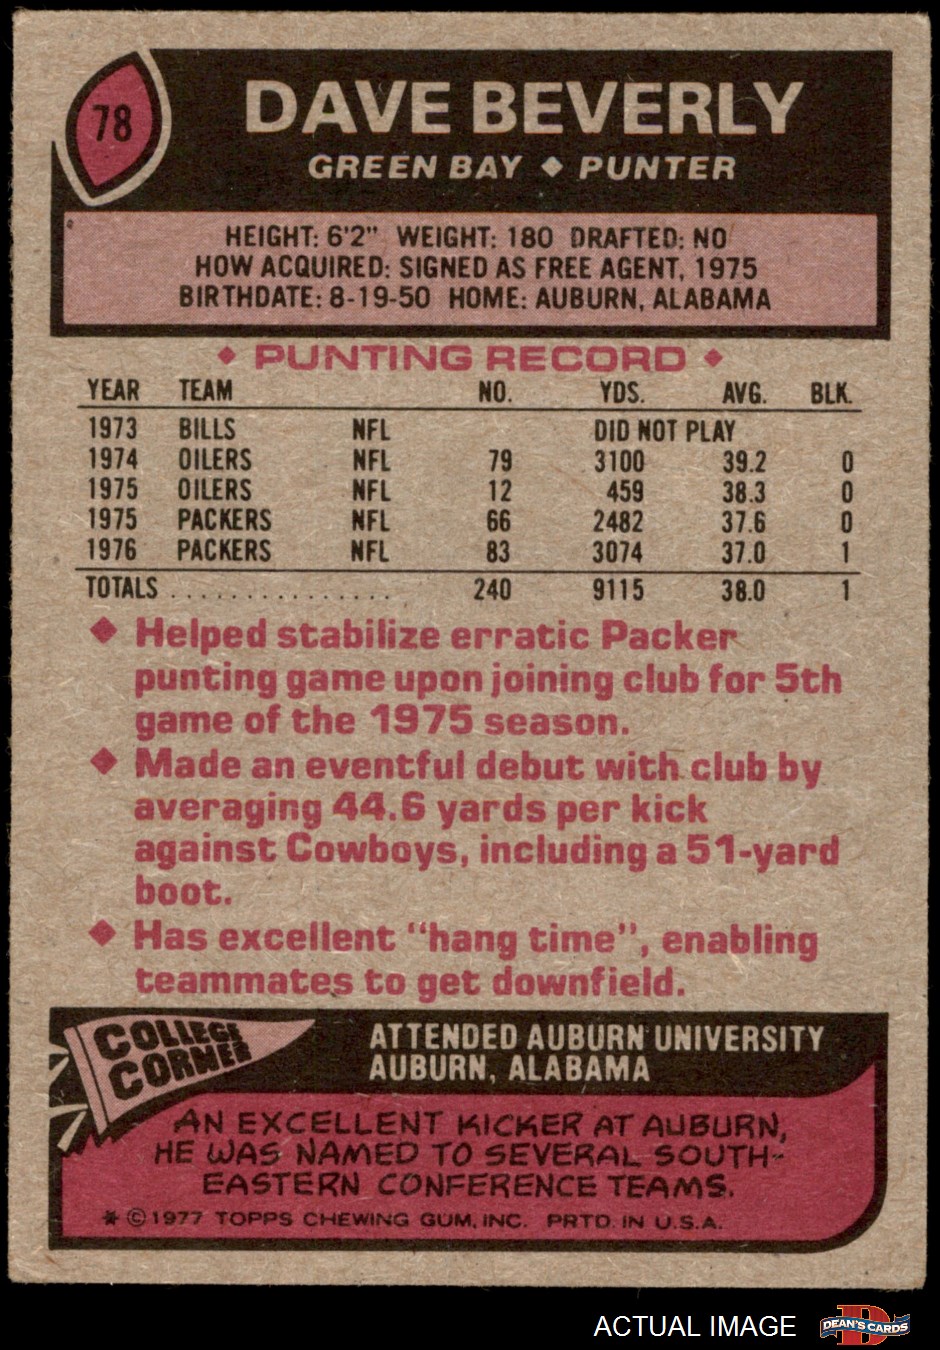 78
DAVE BEVERLY
GREEN BAY ◆ PUNTER
HEIGHT: 6'2" WEIGHT: 180 DRAFTED: NO
HOW ACQUIRED: SIGNED AS FREE AGENT, 1975
BIRTHDATE: 8-19-50 HOME: AUBURN, ALABAMA
◆ PUNTING RECORD ◆
YEAR TEAM NO. YDS. AVG. BLK.
1973 BILLS NFL DID NOT PLAY
1974 OILERS NFL 79 3100 39.2 0
1975 OILERS NFL 12 459 38.3 0
1975 PACKERS NFL 66 2482 37.6 0
1976 PACKERS NFL 83 3074 37.0 1
TOTALS ............... 240 9115 38.0 1
◆ Helped stabilize erratic Packer
punting game upon joining club for 5th
game of the 1975 season.
◆ Made an eventful debut with club by
averaging 44.6 yards per kick
against Cowboys, including a 51-yard
boot.
◆ Has excellent "hang time", enabling
teammates to get downfield.
COLLEGE
CORNER
ATTENDED AUBURN UNIVERSITY
AUBURN, ALABAMA
AN EXCELLENT KICKER AT AUBURN,
HE WAS NAMED TO SEVERAL SOUTH-
EASTERN CONFERENCE TEAMS.
* © 1977 TOPPS CHEWING GUM, INC. PRTD. IN U.S.A.
ACTUAL IMAGE
D
DEAN'S CARDS